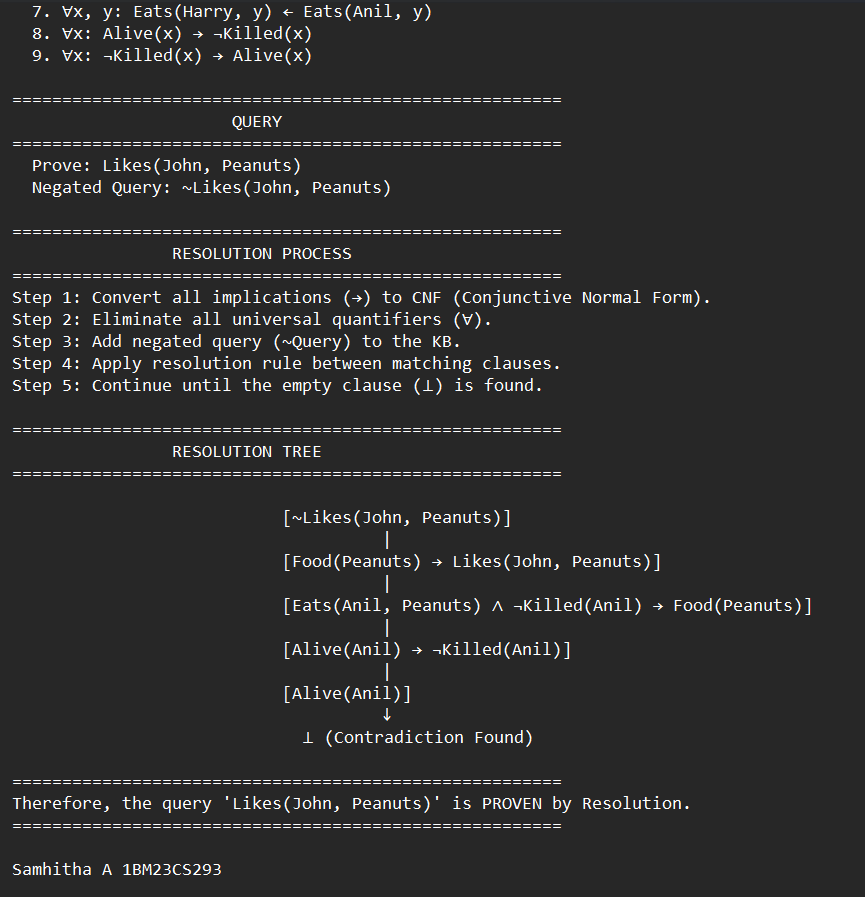 7. ∀x, y: Eats(Harry, y) ← Eats(Anil, y)
8. ∀x: Alive(x) → ¬Killed(x)
9. ∀x: ¬Killed(x) → Alive(x)
=======================================================
QUERY
=======================================================
Prove: Likes(John, Peanuts)
Negated Query: ~Likes(John, Peanuts)
=======================================================
RESOLUTION PROCESS
=======================================================
Step 1: Convert all implications (→) to CNF (Conjunctive Normal Form).
Step 2: Eliminate all universal quantifiers (∀).
Step 3: Add negated query (~Query) to the KB.
Step 4: Apply resolution rule between matching clauses.
Step 5: Continue until the empty clause (⊥) is found.
=======================================================
RESOLUTION TREE
=======================================================
[~Likes(John, Peanuts)]
|
[Food(Peanuts) → Likes(John, Peanuts)]
|
[Eats(Anil, Peanuts) ∧ ¬Killed(Anil) → Food(Peanuts)]
|
[Alive(Anil) → ¬Killed(Anil)]
|
[Alive(Anil)]
↓
⊥ (Contradiction Found)
=======================================================
Therefore, the query 'Likes(John, Peanuts)' is PROVEN by Resolution.
=======================================================
Samhitha A 1BM23CS293